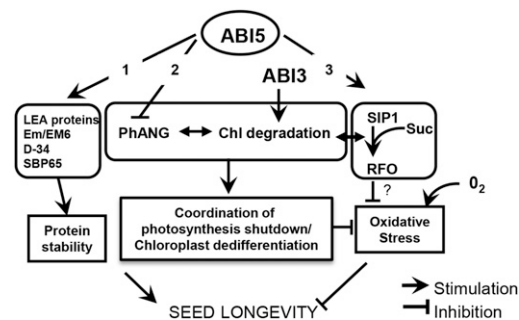 ABI5
1
2
3
ABI3
LEA proteins
Em/EM6
D-34
SBP65
PhANG
Chl degradation
SIP1
Suc
RFO
?
0₂
Protein
stability
Coordination of
photosynthesis shutdown/
Chloroplast dedifferentiation
Oxidative
Stress
SEED LONGEVITY
Stimulation
Inhibition